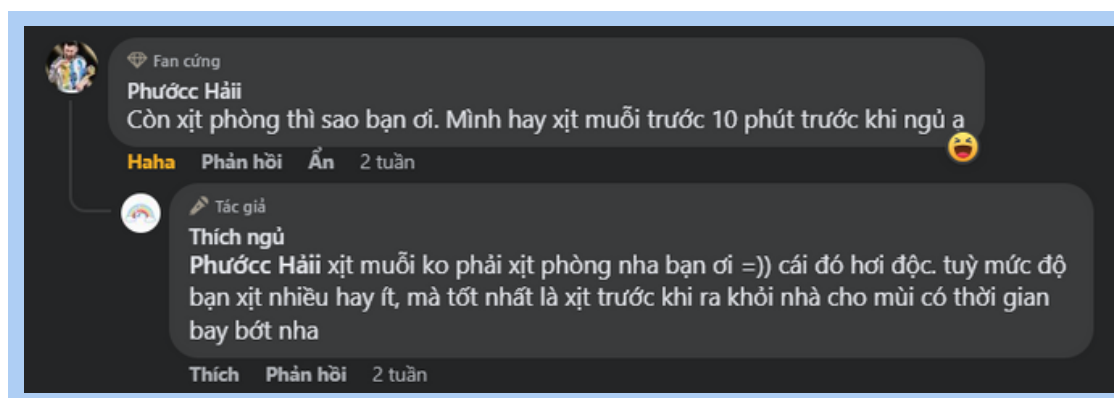 Fan cứng
Phướcc Hảii
Còn xịt phòng thì sao bạn ơi. Mình hay xịt muỗi trước 10 phút trước khi ngủ ạ
Haha Phản hồi Ẩn 2 tuần
Tác giả
Thích ngủ
Phướcc Hảii xịt muỗi ko phải xịt phòng nha bạn ơi =)) cái đó hơi độc. tuỳ mức độ
bạn xịt nhiều hay ít, mà tốt nhất là xịt trước khi ra khỏi nhà cho mùi có thời gian
bay bớt nha
Thích Phản hồi 2 tuần